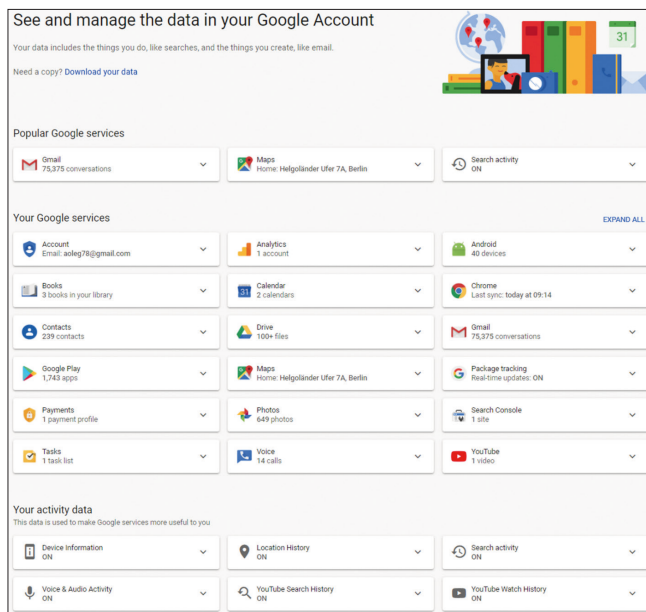 See and manage the data in your Google Account
31
Your data includes the things you do, like searches, and the things you create, like email.
Need a copy? Download your data
Popular Google services
Gmail
75,375 conversations
Maps
Home: Helgoländer Ufer 7A, Berlin
Search activity
ON
Your Google services
EXPAND ALL
Account
Email: aoleg78@gmail.com
Analytics
1 account
Android
40 devices
Books
3 books in your library
31
Calendar
2 calendars
Chrome
Last sync: today at 09:14
Contacts
239 contacts
Drive
100+ files
Gmail
75,375 conversations
Google Play
1,743 apps
Maps
Home: Helgoländer Ufer 7A, Berlin
Package tracking
Real-time updates: ON
Payments
1 payment profile
Photos
649 photos
Search Console
1 site
Tasks
1 task list
Voice
14 calls
YouTube
1 video
Your activity data
This data is used to make Google services more useful to you
Device Information
ON
Location History
ON
Search activity
ON
Voice & Audio Activity
ON
YouTube Search History
ON
YouTube Watch History
ON